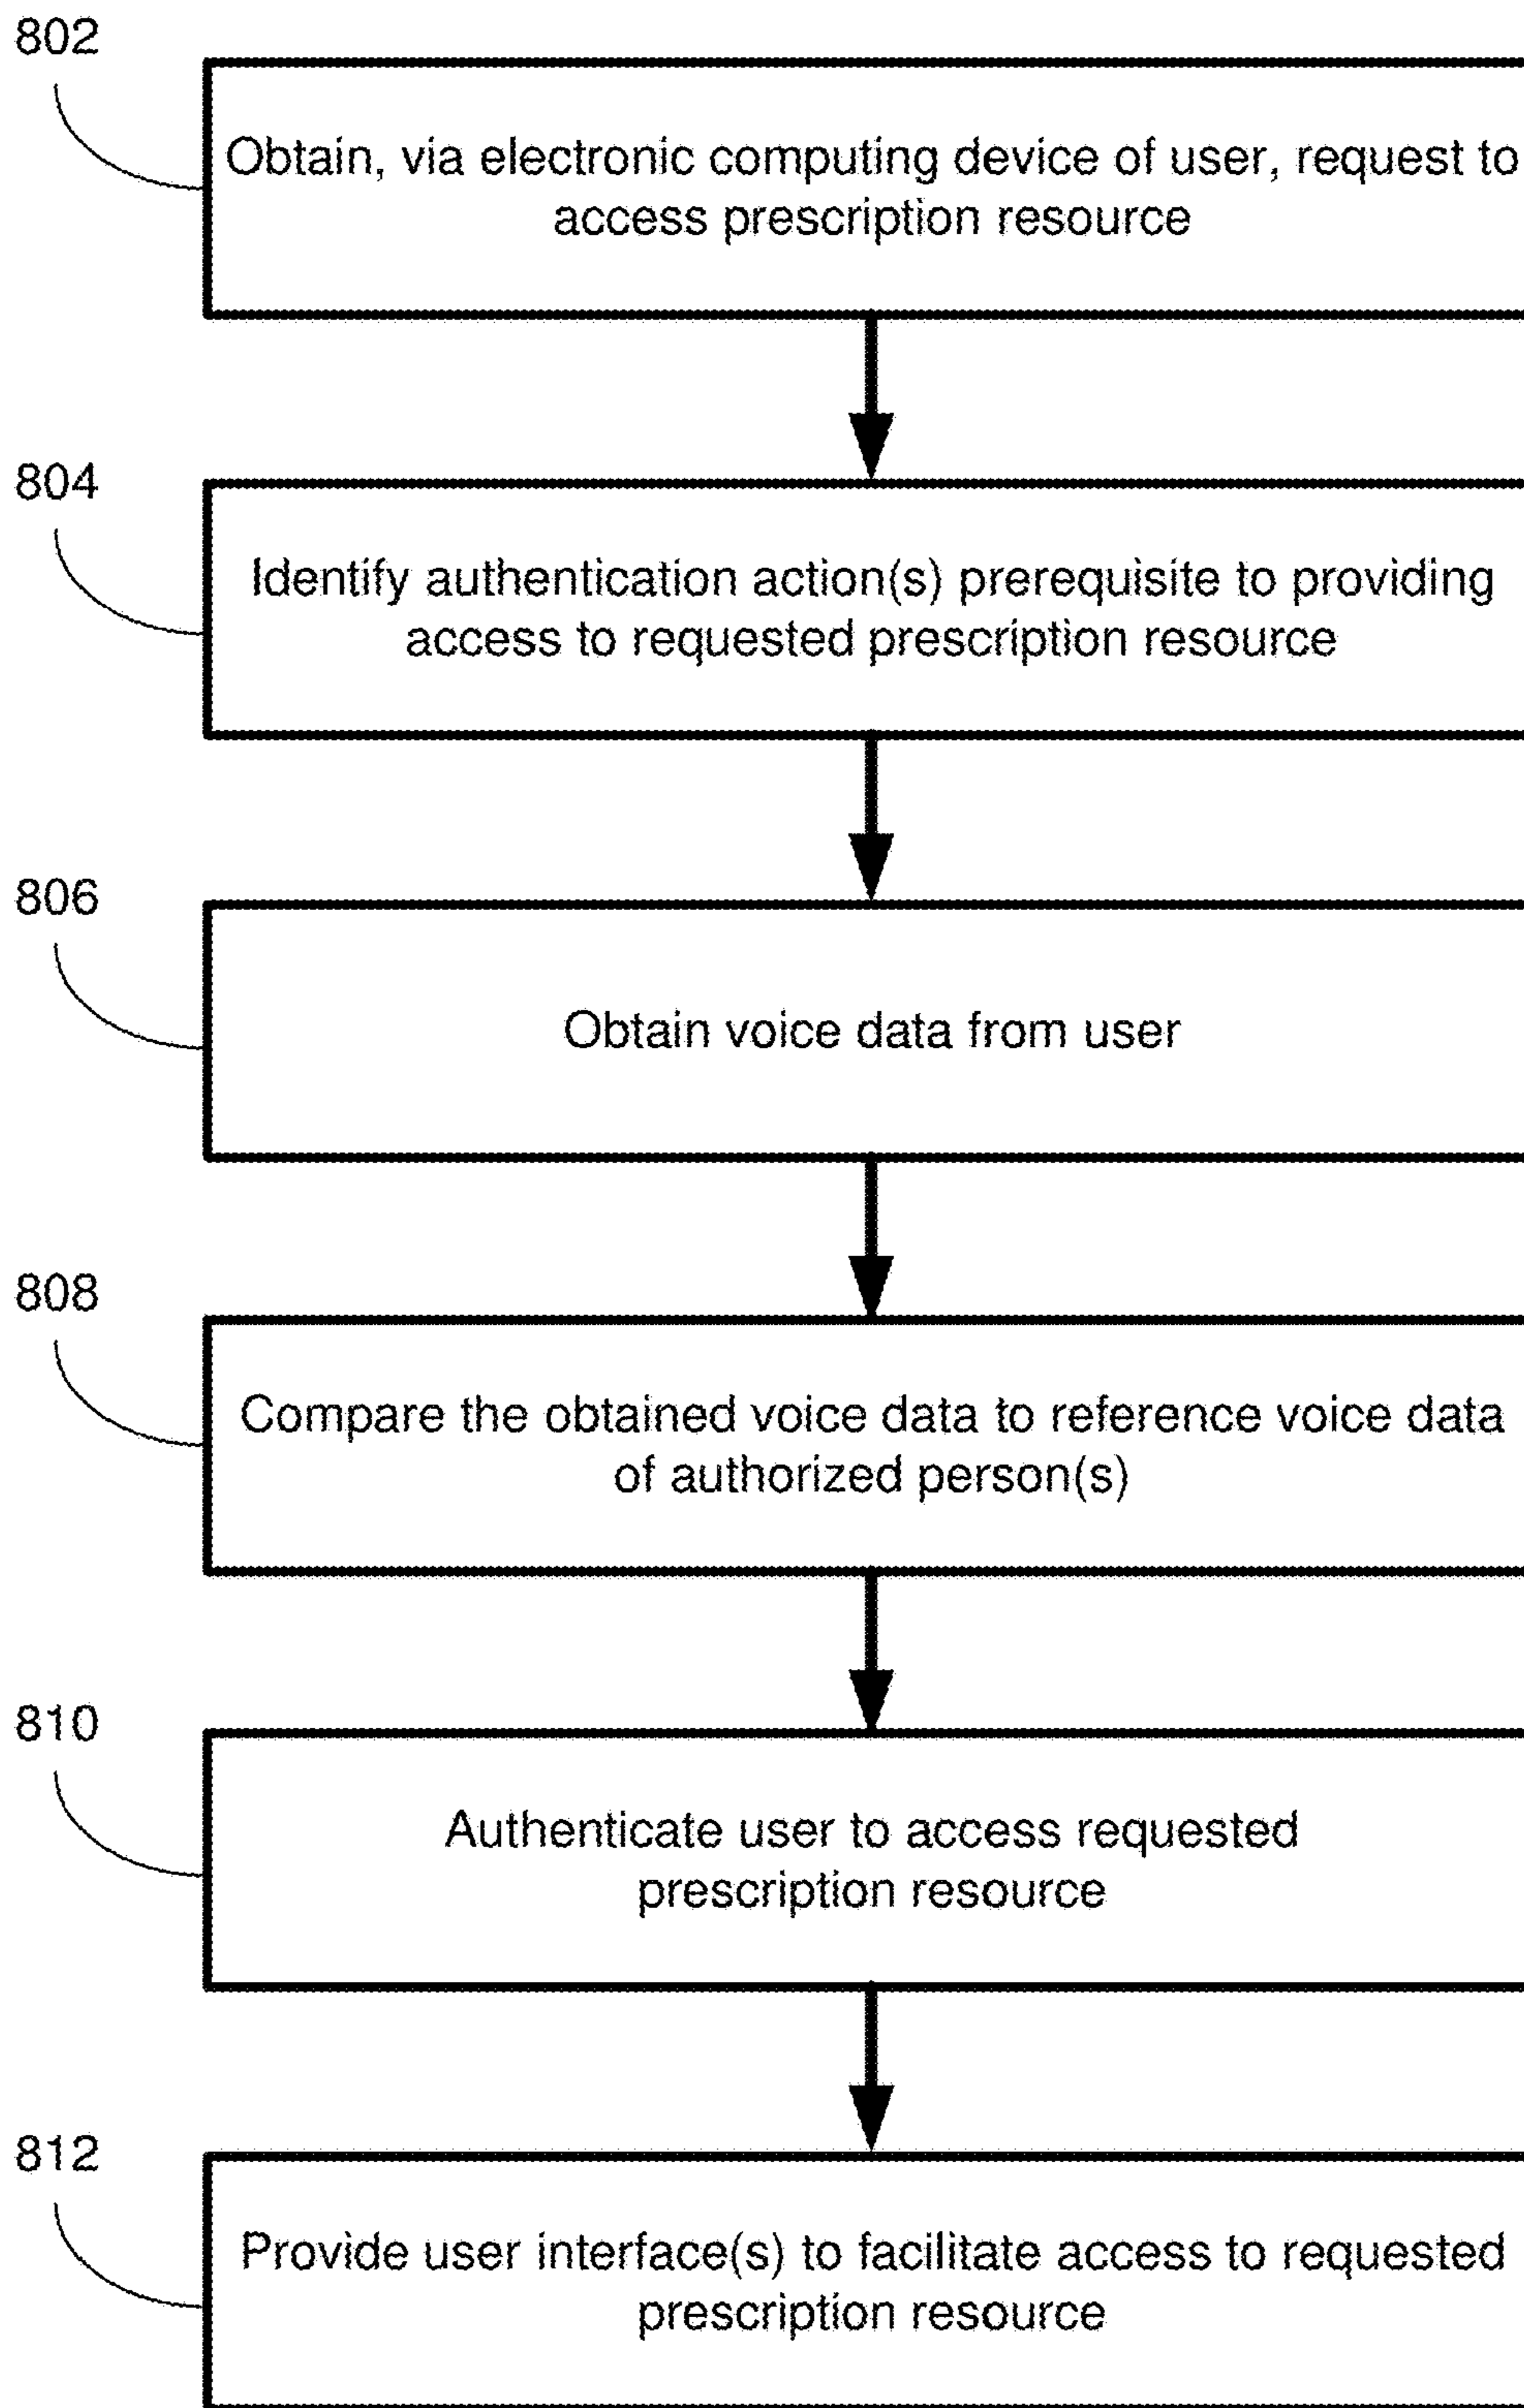 802
Obtain, via electronic computing device of user, request to
access prescription resource
804
Identify authentication action(s) prerequisite to providing
access to requested prescription resource
806
Obtain voice data from user
808
Compare the obtained voice data to reference voice data
of authorized person(s)
810
Authenticate user to access requested
prescription resource
812
Provide user interface(s) to facilitate access to requested
prescription resource